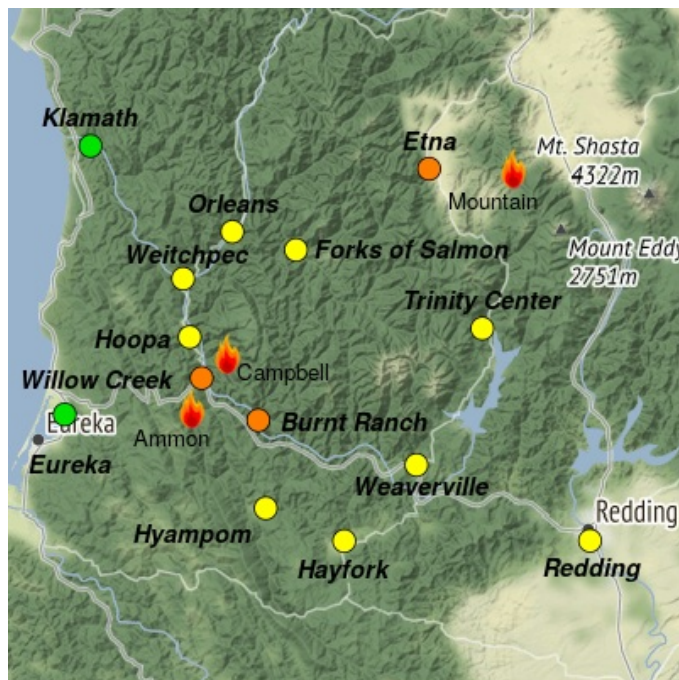 Klamath
Etna
Mt. Shasta
4322m
Mountain
Orleans
Forks of Salmon
Mount Eddy
2751m
Weitchpec
Trinity Center
Hoopa
Campbell
Willow Creek
Eureka
Burnt Ranch
Ammon
Eureka
Weaverville
Redding
Hyampom
Hayfork
Redding